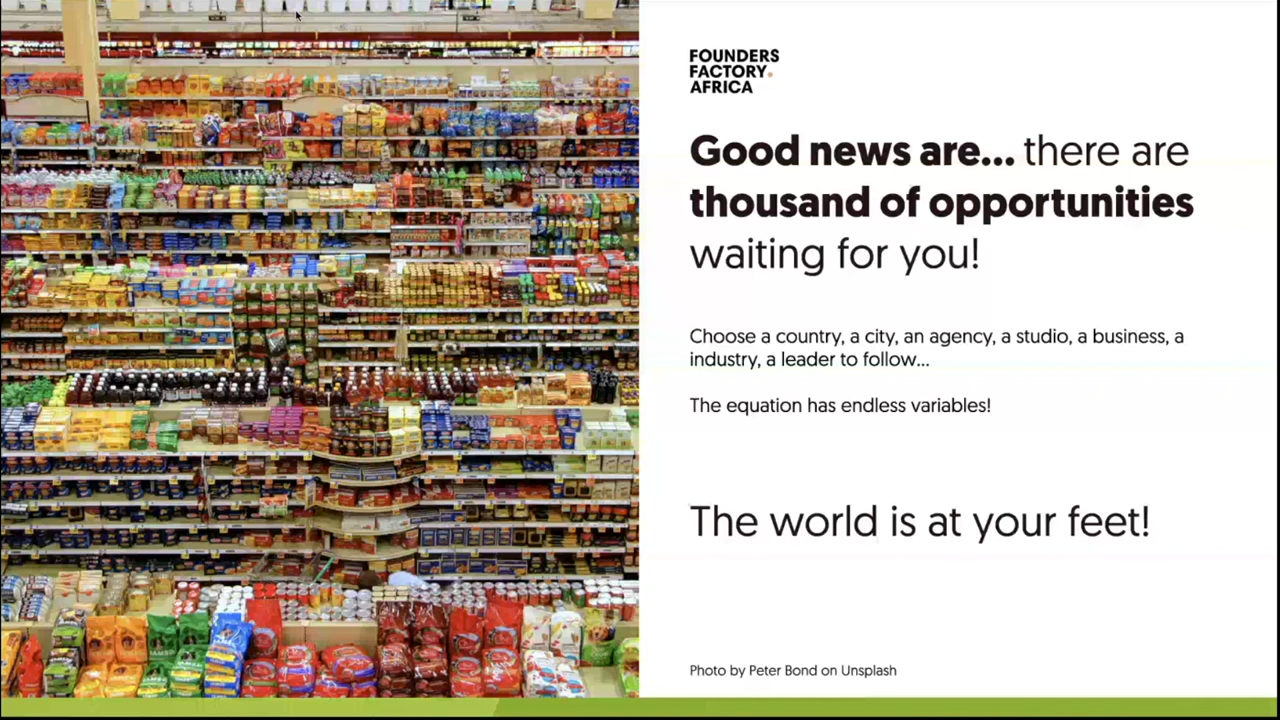 FOUNDERS
FACTORY.
AFRICA
Good news are... there are
thousand of opportunities
waiting for you!
Choose a country, a city, an agency, a studio, a business, a
industry, a leader to follow...
The equation has endless variables!
The world is at your feet!
Photo by Peter Bond on Unsplash